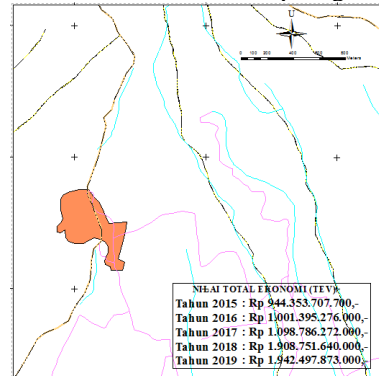 U
0 100 200 400 600 800
Meters
NILAI TOTAL EKONOMI (TEV)
Tahun 2015 : Rp 944.353.707.700,-
Tahun 2016 : Rp 1.001.395.276.000,-
Tahun 2017 : Rp 1.098.786.272.000,-
Tahun 2018 : Rp 1.908.751.640.000,-
Tahun 2019 : Rp 1.942.497.873.000,-